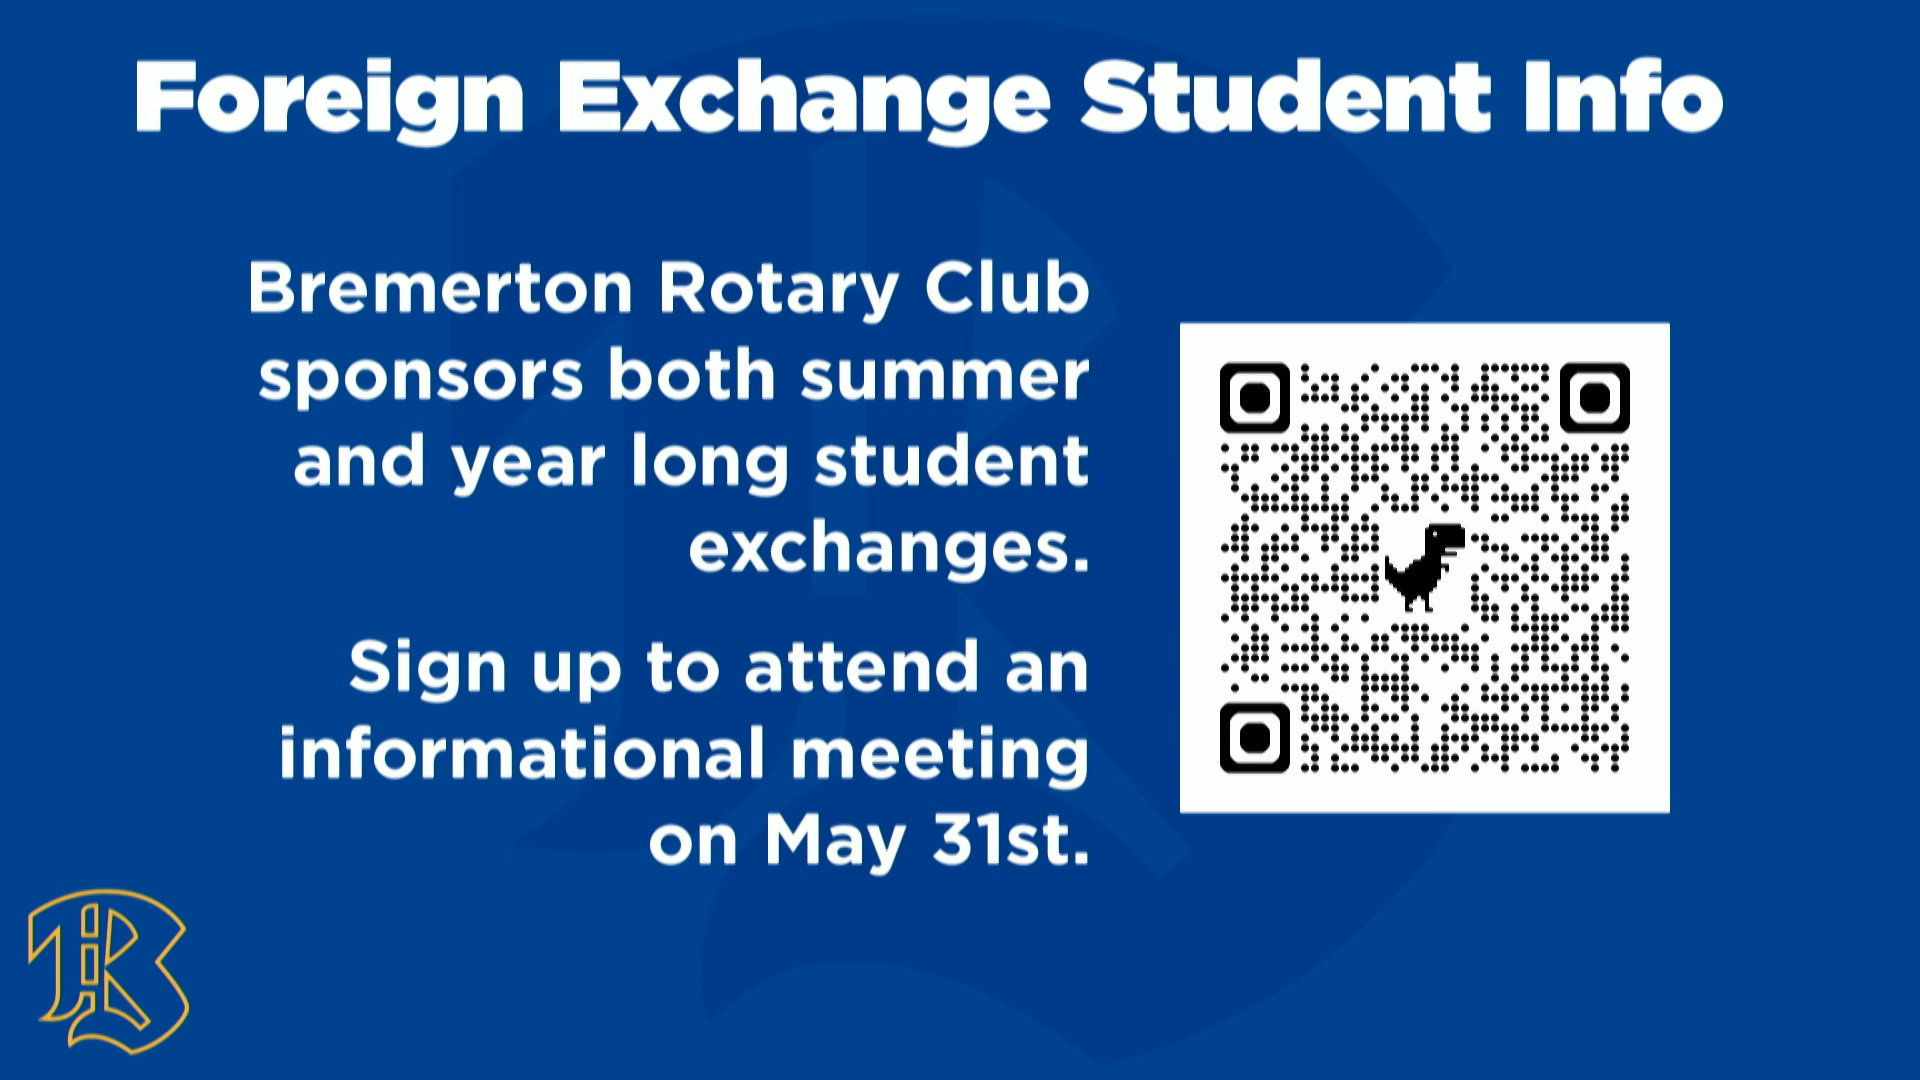 Foreign Exchange Student Info
Bremerton Rotary Club
sponsors both summer
and year long student
exchanges.
Sign up to attend an
informational meeting
on May 31st.
B